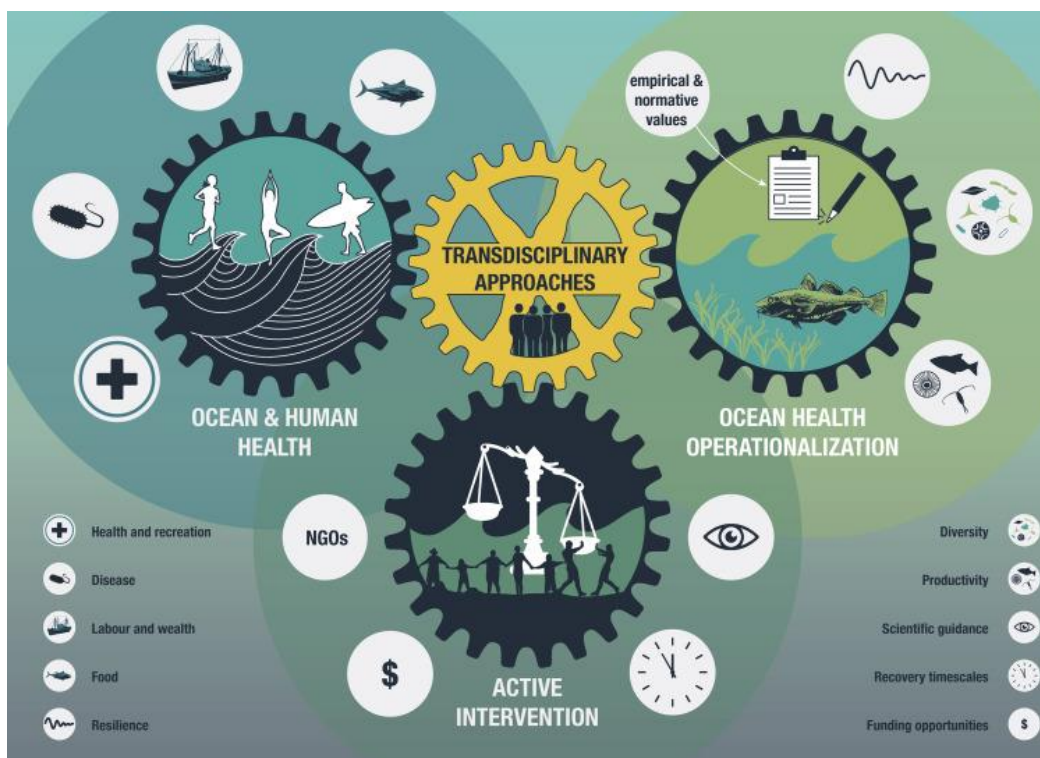 empirical &
normative
values
TRANSDISCIPLINARY
APPROACHES
OCEAN & HUMAN
HEALTH
OCEAN HEALTH
OPERATIONALIZATION
NGOs
$
ACTIVE
INTERVENTION
Health and recreation
Disease
Labour and wealth
Food
Resilience
Diversity
Productivity
Scientific guidance
Recovery timescales
Funding opportunities $